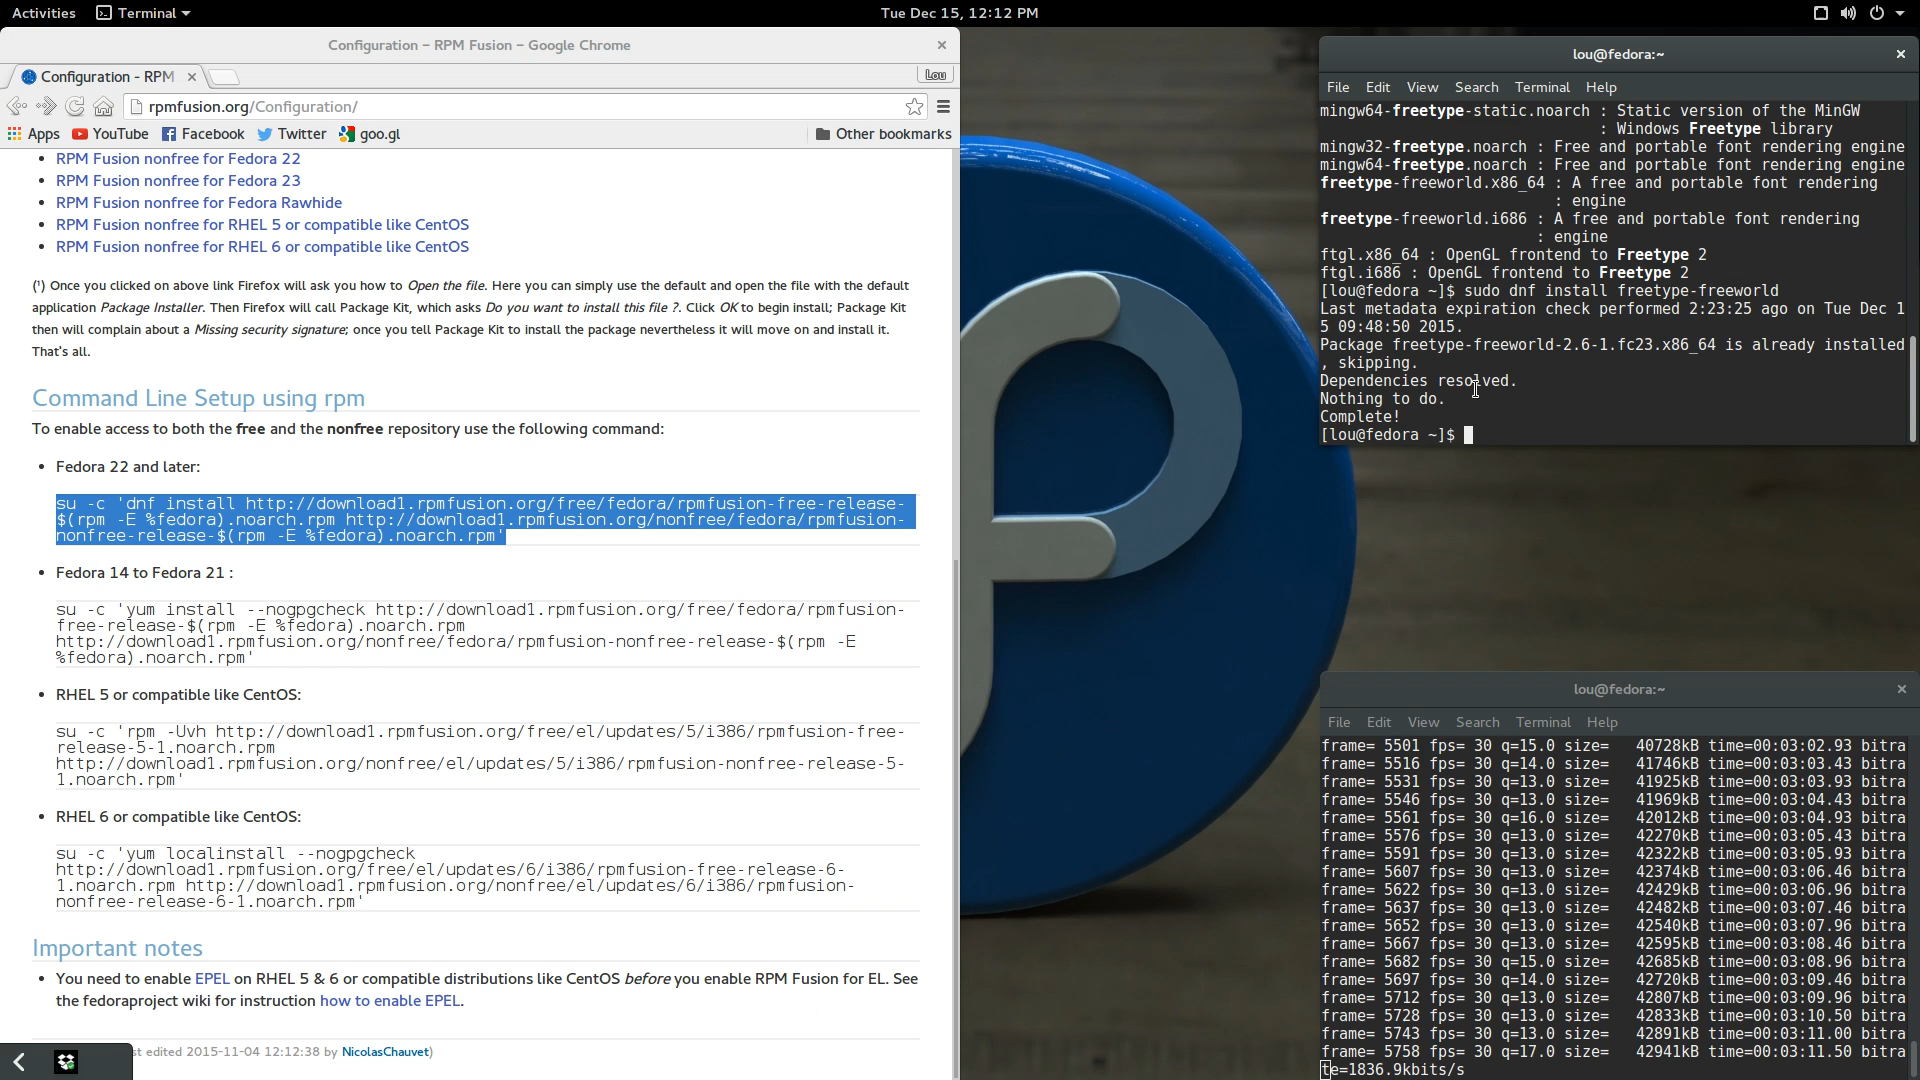 Activities Terminal Tue Dec 15, 12:12 PM
Configuration – RPM Fusion – Google Chrome
Configuration - RPM
Lou
rpmfusion.org/Configuration/
Apps YouTube Facebook Twitter goo.gl Other bookmarks
• RPM Fusion nonfree for Fedora 22
• RPM Fusion nonfree for Fedora 23
• RPM Fusion nonfree for Fedora Rawhide
• RPM Fusion nonfree for RHEL 5 or compatible like CentOS
• RPM Fusion nonfree for RHEL 6 or compatible like CentOS
(¹) Once you clicked on above link Firefox will ask you how to Open the file. Here you can simply use the default and open the file with the default
application Package Installer. Then Firefox will call Package Kit, which asks Do you want to install this file ?. Click OK to begin install; Package Kit
then will complain about a Missing security signature; once you tell Package Kit to install the package nevertheless it will move on and install it.
That's all.
Command Line Setup using rpm
To enable access to both the free and the nonfree repository use the following command:
• Fedora 22 and later:
su -c 'dnf install http://download1.rpmfusion.org/free/fedora/rpmfusion-free-release-
$(rpm -E %fedora).noarch.rpm http://download1.rpmfusion.org/nonfree/fedora/rpmfusion-
nonfree-release-$(rpm -E %fedora).noarch.rpm'
• Fedora 14 to Fedora 21 :
su -c 'yum install --nogpgcheck http://download1.rpmfusion.org/free/fedora/rpmfusion-
free-release-$(rpm -E %fedora).noarch.rpm
http://download1.rpmfusion.org/nonfree/fedora/rpmfusion-nonfree-release-$(rpm -E
%fedora).noarch.rpm'
• RHEL 5 or compatible like CentOS:
su -c 'rpm -Uvh http://download1.rpmfusion.org/free/el/updates/5/i386/rpmfusion-free-
release-5-1.noarch.rpm
http://download1.rpmfusion.org/nonfree/el/updates/5/i386/rpmfusion-nonfree-release-5-
1.noarch.rpm'
• RHEL 6 or compatible like CentOS:
su -c 'yum localinstall --nogpgcheck
http://download1.rpmfusion.org/free/el/updates/6/i386/rpmfusion-free-release-6-
1.noarch.rpm http://download1.rpmfusion.org/nonfree/el/updates/6/i386/rpmfusion-
nonfree-release-6-1.noarch.rpm'
Important notes
• You need to enable EPEL on RHEL 5 & 6 or compatible distributions like CentOS before you enable RPM Fusion for EL. See
the fedoraproject wiki for instruction how to enable EPEL.
st edited 2015-11-04 12:12:38 by NicolasChauvet)
lou@fedora:~
File Edit View Search Terminal Help
mingw64-freetype-static.noarch : Static version of the MinGW
: Windows Freetype library
mingw32-freetype.noarch : Free and portable font rendering engine
mingw64-freetype.noarch : Free and portable font rendering engine
freetype-freeworld.x86_64 : A free and portable font rendering
: engine
freetype-freeworld.i686 : A free and portable font rendering
: engine
ftgl.x86_64 : OpenGL frontend to Freetype 2
ftgl.i686 : OpenGL frontend to Freetype 2
[lou@fedora ~]$ sudo dnf install freetype-freeworld
Last metadata expiration check performed 2:23:25 ago on Tue Dec 1
5 09:48:50 2015.
Package freetype-freeworld-2.6-1.fc23.x86_64 is already installed
, skipping.
Dependencies resolved.
Nothing to do.
Complete!
[lou@fedora ~]$
lou@fedora:~
File Edit View Search Terminal Help
frame= 5501 fps= 30 q=15.0 size= 40728kB time=00:03:02.93 bitra
frame= 5516 fps= 30 q=14.0 size= 41746kB time=00:03:03.43 bitra
frame= 5531 fps= 30 q=13.0 size= 41925kB time=00:03:03.93 bitra
frame= 5546 fps= 30 q=13.0 size= 41969kB time=00:03:04.43 bitra
frame= 5561 fps= 30 q=16.0 size= 42012kB time=00:03:04.93 bitra
frame= 5576 fps= 30 q=13.0 size= 42270kB time=00:03:05.43 bitra
frame= 5591 fps= 30 q=13.0 size= 42322kB time=00:03:05.93 bitra
frame= 5607 fps= 30 q=13.0 size= 42374kB time=00:03:06.46 bitra
frame= 5622 fps= 30 q=13.0 size= 42429kB time=00:03:06.96 bitra
frame= 5637 fps= 30 q=13.0 size= 42482kB time=00:03:07.46 bitra
frame= 5652 fps= 30 q=13.0 size= 42540kB time=00:03:07.96 bitra
frame= 5667 fps= 30 q=13.0 size= 42595kB time=00:03:08.46 bitra
frame= 5682 fps= 30 q=15.0 size= 42685kB time=00:03:08.96 bitra
frame= 5697 fps= 30 q=14.0 size= 42720kB time=00:03:09.46 bitra
frame= 5712 fps= 30 q=13.0 size= 42807kB time=00:03:09.96 bitra
frame= 5728 fps= 30 q=13.0 size= 42833kB time=00:03:10.50 bitra
frame= 5743 fps= 30 q=13.0 size= 42891kB time=00:03:11.00 bitra
frame= 5758 fps= 30 q=17.0 size= 42941kB time=00:03:11.50 bitra
te=1836.9kbits/s